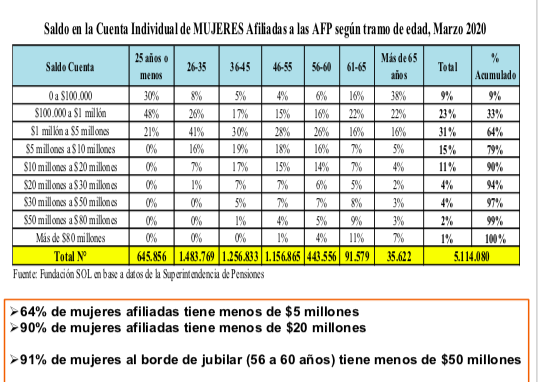 Saldo en la Cuenta Individual de MUJERES Afiliadas a las AFP según tramo de edad, Marzo 2020
Saldo Cuenta 25 años o menos 26-35 36-45 46-55 56-60 61-65 Más de 65 años Total % Acumulado
0 a $100.000 30% 8% 5% 4% 6% 16% 38% 9% 9%
$100.000 a $1 millón 48% 26% 17% 15% 16% 22% 22% 23% 33%
$1 millón a $5 millones 21% 41% 30% 28% 26% 16% 16% 31% 64%
$5 millones a $10 millones 0% 16% 19% 18% 16% 7% 5% 15% 79%
$10 millones a $20 millones 0% 7% 17% 15% 14% 7% 4% 11% 90%
$20 millones a $30 millones 0% 1% 7% 7% 6% 5% 2% 4% 94%
$30 millones a $50 millones 0% 0% 5% 7% 7% 8% 3% 4% 97%
$50 millones a $80 millones 0% 0% 1% 4% 5% 9% 3% 2% 99%
Más de $80 millones 0% 0% 0% 1% 4% 11% 7% 1% 100%
Total N° 645.856 1.483.769 1.256.833 1.156.865 443.556 91.579 35.622 5.114.080
Fuente: Fundación SOL en base a datos de la Superintendencia de Pensiones
➢64% de mujeres afiliadas tiene menos de $5 millones
➢90% de mujeres afiliadas tiene menos de $20 millones
➢91% de mujeres al borde de jubilar (56 a 60 años) tiene menos de $50 millones